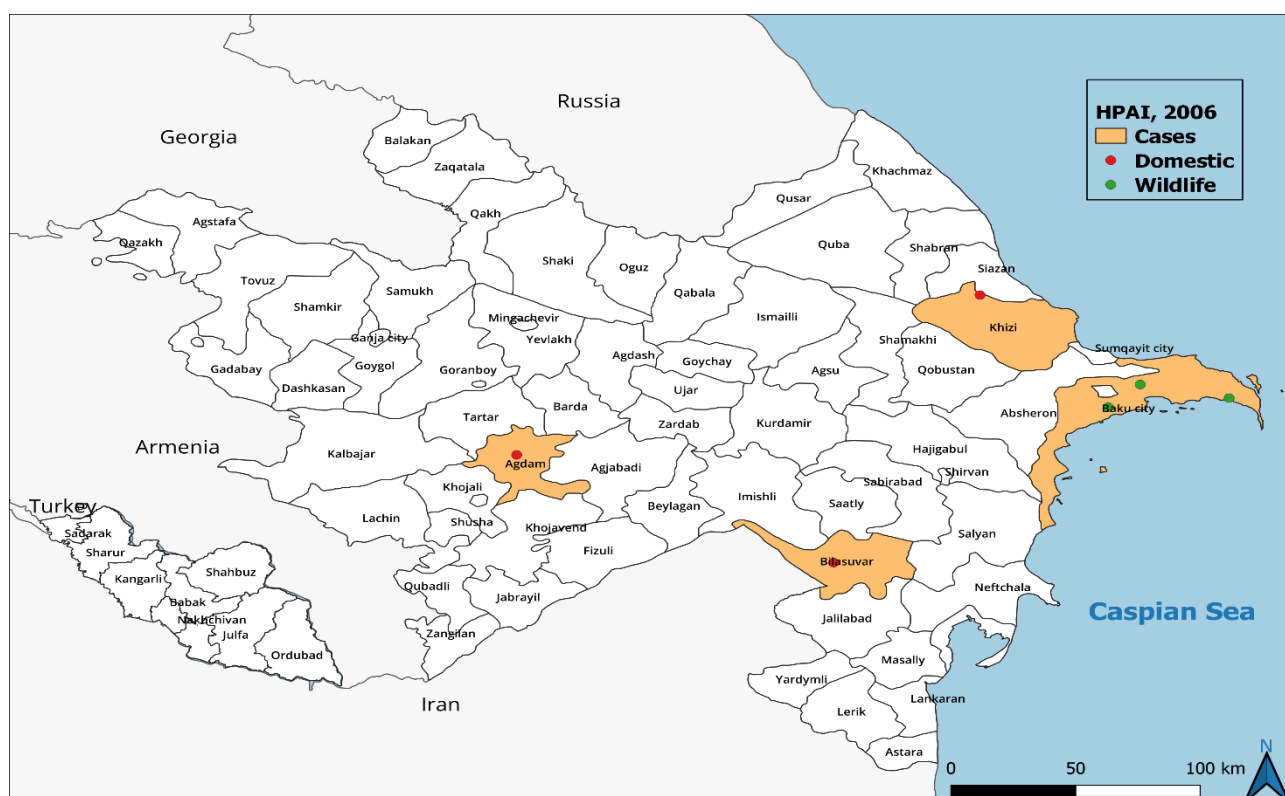 Russia
Georgia
HPAI, 2006
Cases
Domestic
Wildlife
Balakan
Zaqatala
Khachmaz
Qakh
Qusar
Agstafa
Qazakh
Quba
Shabran
Shaki
Oguz
Siazan
Tovuz
Samukh
Qabala
Shamkir
Mingachevir
Ismailli
Khizi
Ganja city
Yevlakh
Shamakhi
Sumqayit city
Agdash
Goychay
Gadabay
Goygol
Goranboy
Agsu
Qobustan
Dashkasan
Ujar
Barda
Baku city
Tartar
Absheron
Zardab
Kurdamir
Armenia
Kalbajar
Hajigabul
Agdam
Agjabadi
Shirvan
Khojali
Imishli
Sabirabad
Saatly
Turkey
Lachin
Beylagan
Shusha
Khojavend
Sadarak
Salyan
Sharur
Fizuli
Bilasuvar
Kangarli
Shahbuz
Qubadli
Neftchala
Jabrayil
Babak
Caspian Sea
Nakhchivan
Jalilabad
Julfa
Zangilan
Ordubad
Masally
Yardymli
Iran
Lankaran
Lerik
Astara
N
0 50 100 km